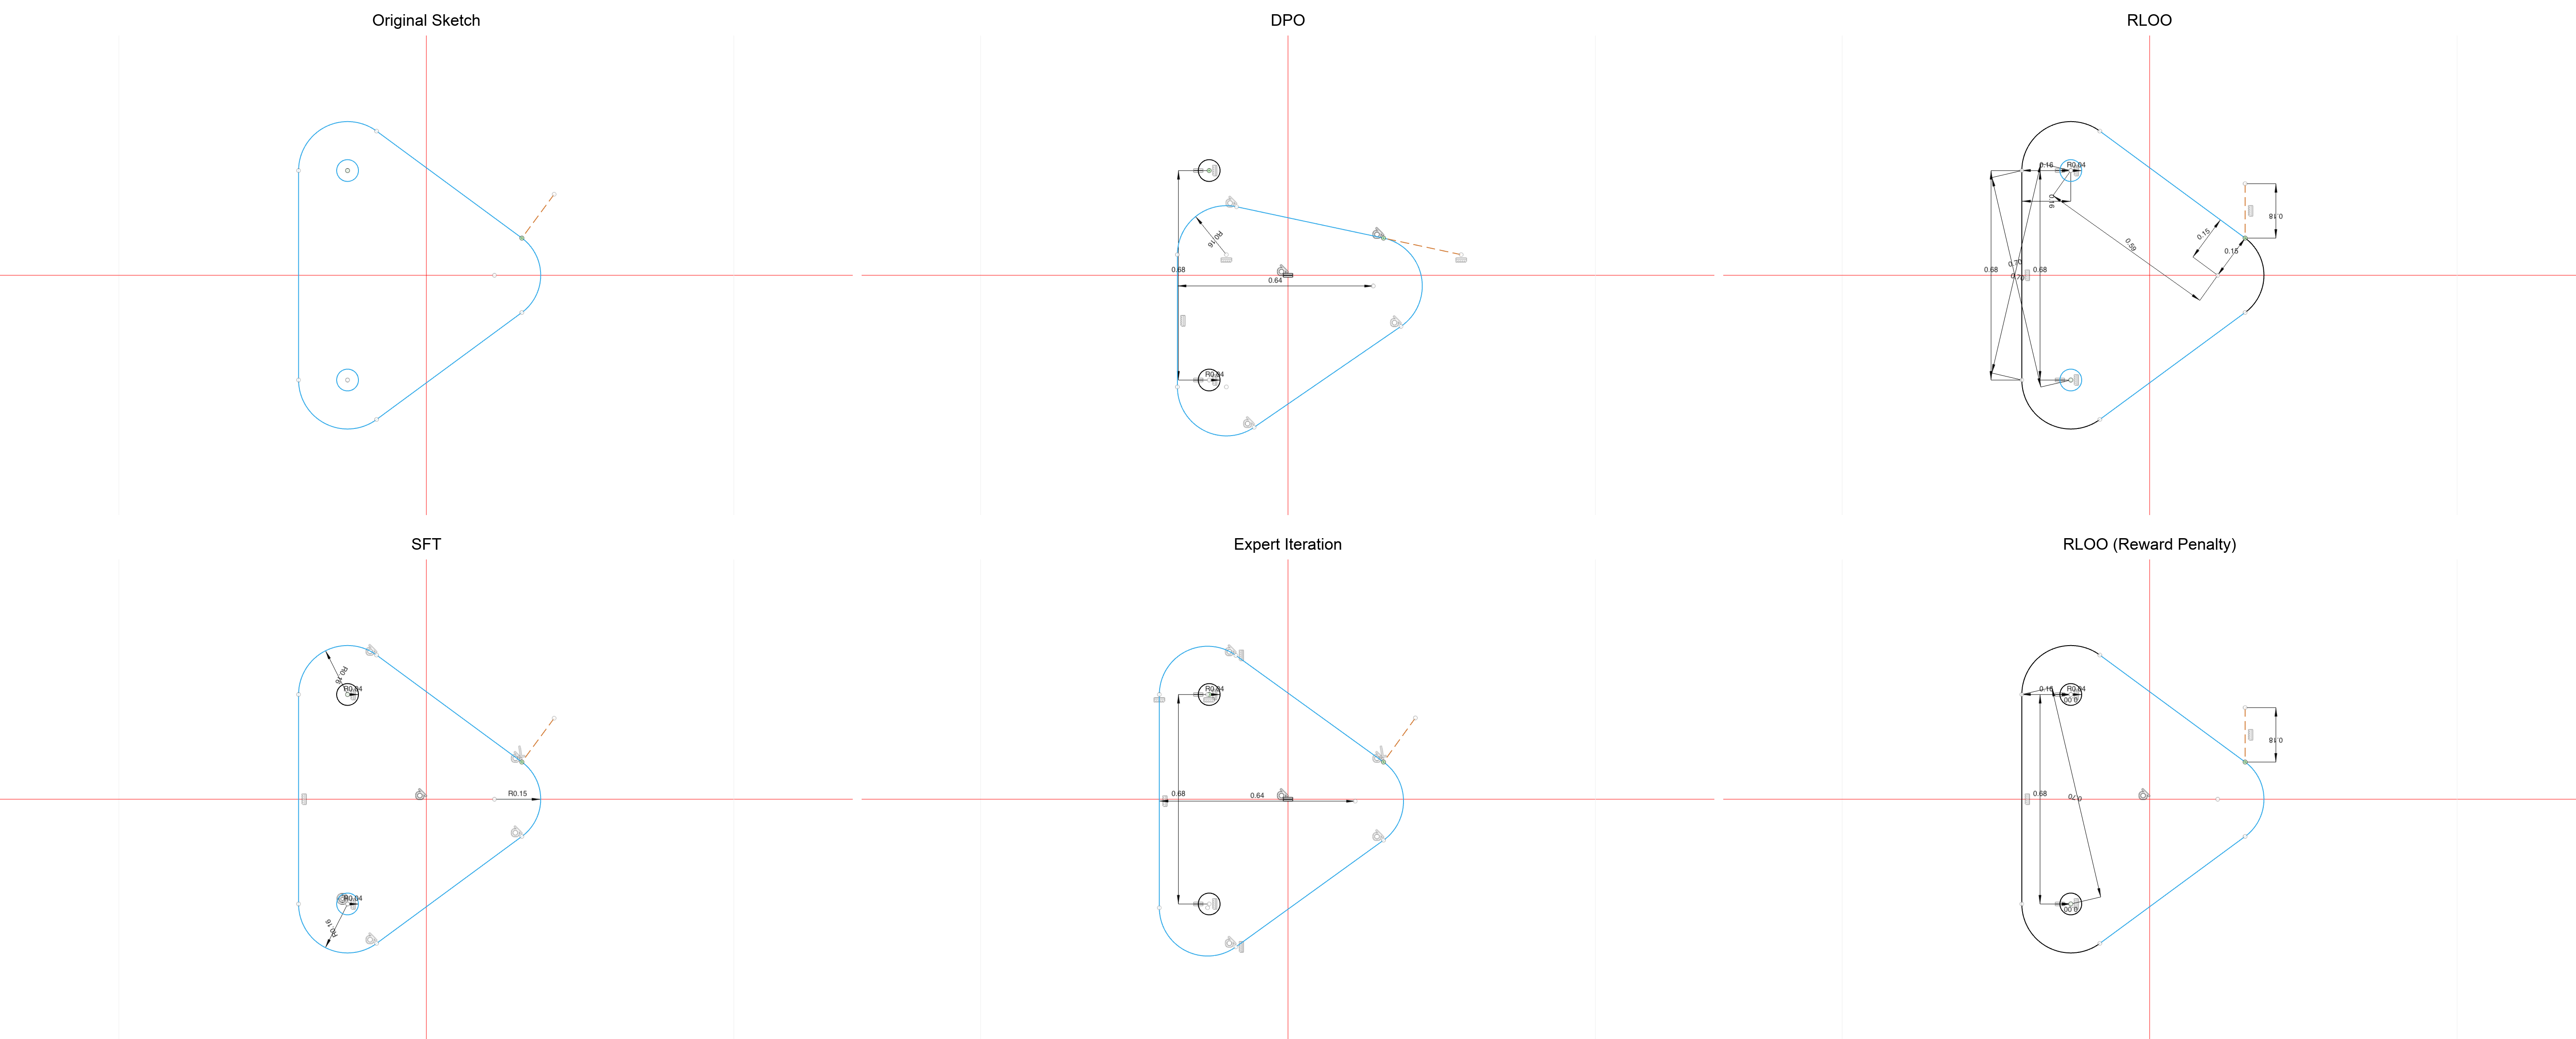 Original Sketch
DPO
RLOO
R0.16
0.68
0.64
R0.04
0.16
R0.04
0.16
0.18
0.15
0.15
0.59
0.70
0.70
0.68
0.68
SFT
Expert Iteration
RLOO (Reward Penalty)
R0.16
R0.04
R0.15
R0.04
R0.16
R0.04
0.68
0.64
0.16
R0.04
0.00
0.18
0.68
0.70
0.00